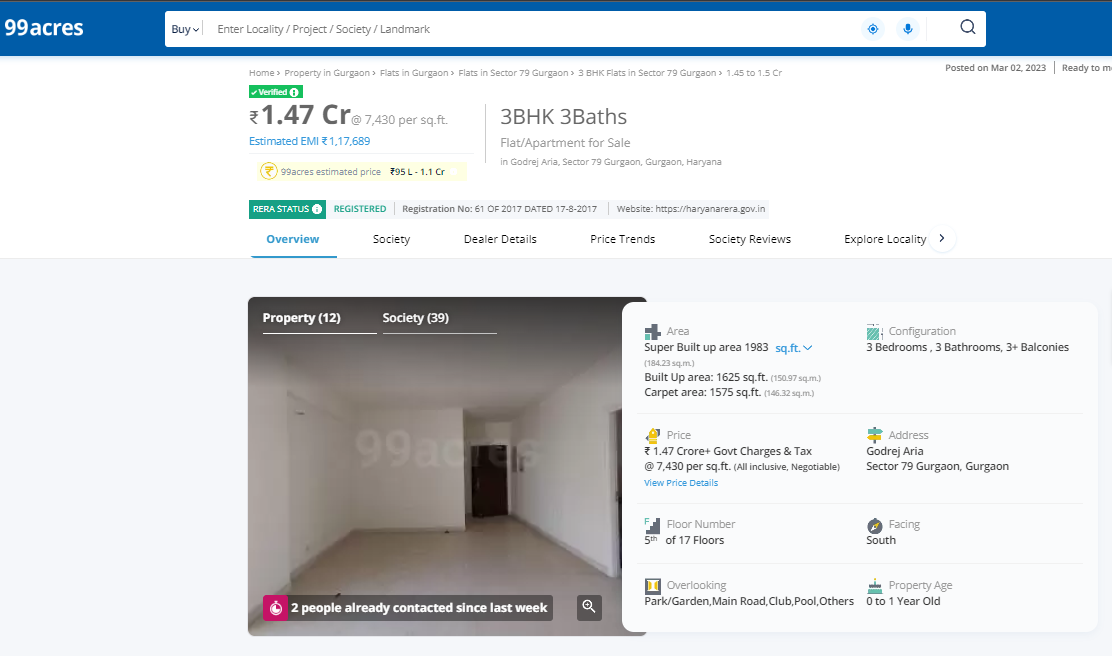 99acres
Buy
Enter Locality / Project / Society / Landmark
Home › Property in Gurgaon › Flats in Gurgaon › Flats in Sector 79 Gurgaon › 3 BHK Flats in Sector 79 Gurgaon › 1.45 to 1.5 Cr
Posted on Mar 02, 2023 | Ready to m
Verified
₹1.47 Cr @ 7,430 per sq.ft.
Estimated EMI ₹1,17,689
99acres estimated price ₹95 L - 1.1 Cr
3BHK 3Baths
Flat/Apartment for Sale
in Godrej Aria, Sector 79 Gurgaon, Gurgaon, Haryana
RERA STATUS REGISTERED | Registration No: 61 OF 2017 DATED 17-8-2017 | Website: https://haryanarera.gov.in
Overview Society Dealer Details Price Trends Society Reviews Explore Locality
Property (12) Society (39)
99acres
2 people already contacted since last week
Area
Super Built up area 1983 sq.ft.
(184.23 sq.m.)
Built Up area: 1625 sq.ft. (150.97 sq.m.)
Carpet area: 1575 sq.ft. (146.32 sq.m.)
Configuration
3 Bedrooms , 3 Bathrooms, 3+ Balconies
Price
₹ 1.47 Crore+ Govt Charges & Tax
@ 7,430 per sq.ft. (All inclusive, Negotiable)
View Price Details
Address
Godrej Aria
Sector 79 Gurgaon, Gurgaon
Floor Number
5th of 17 Floors
Facing
South
Overlooking
Park/Garden,Main Road,Club,Pool,Others
Property Age
0 to 1 Year Old